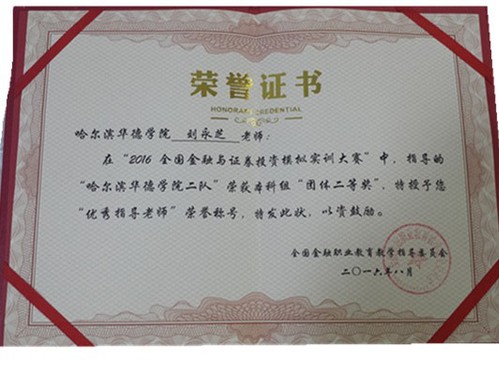 荣誉证书
HONORARY CREDENTIAL
哈尔滨华德学院 刘永芝 老师：
在“2016 全国金融与证券投资模拟实训大赛”中，指导的
“哈尔滨华德学院二队”荣获本科组“团体二等奖”，特授予您
“优秀指导老师”荣誉称号，特发此状，以资鼓励。
全国金融职业教育教学指导委员会
二〇一六年八月